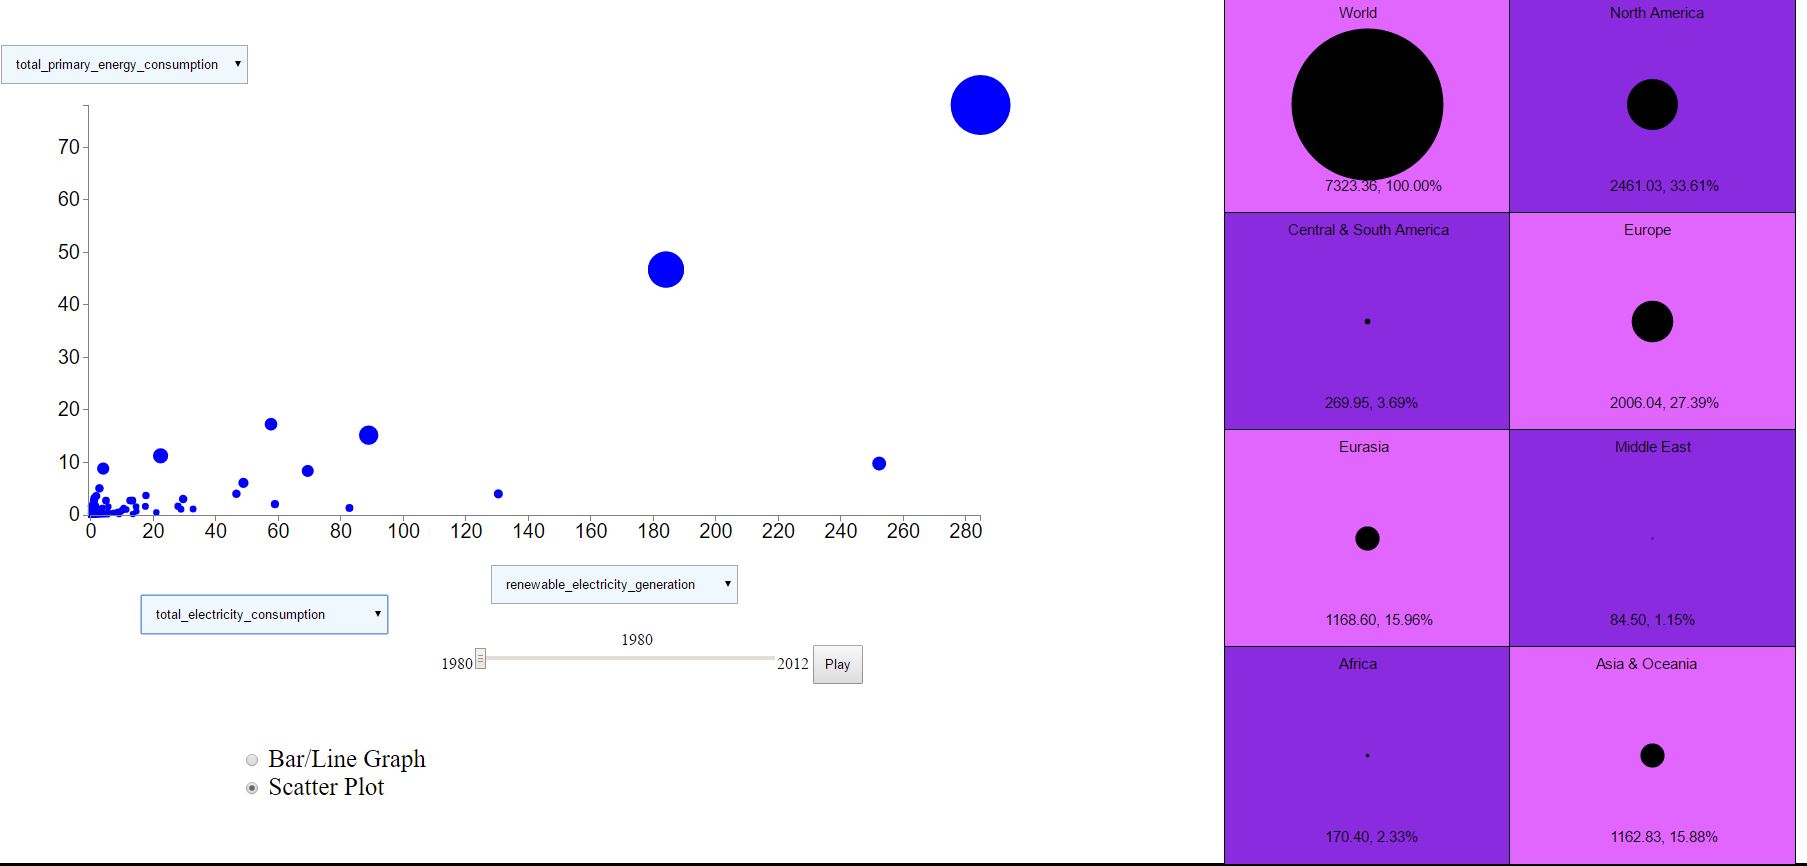 total_primary_energy_consumption
70
60
50
40
30
20
10
0
0 20 40 60 80 100 120 140 160 180 200 220 240 260 280
renewable_electricity_generation
total_electricity_consumption
1980
1980 2012 Play
Bar/Line Graph
Scatter Plot
World
7323.36, 100.00%
North America
2461.03, 33.61%
Central & South America
269.95, 3.69%
Europe
2006.04, 27.39%
Eurasia
1168.60, 15.96%
Middle East
84.50, 1.15%
Africa
170.40, 2.33%
Asia & Oceania
1162.83, 15.88%